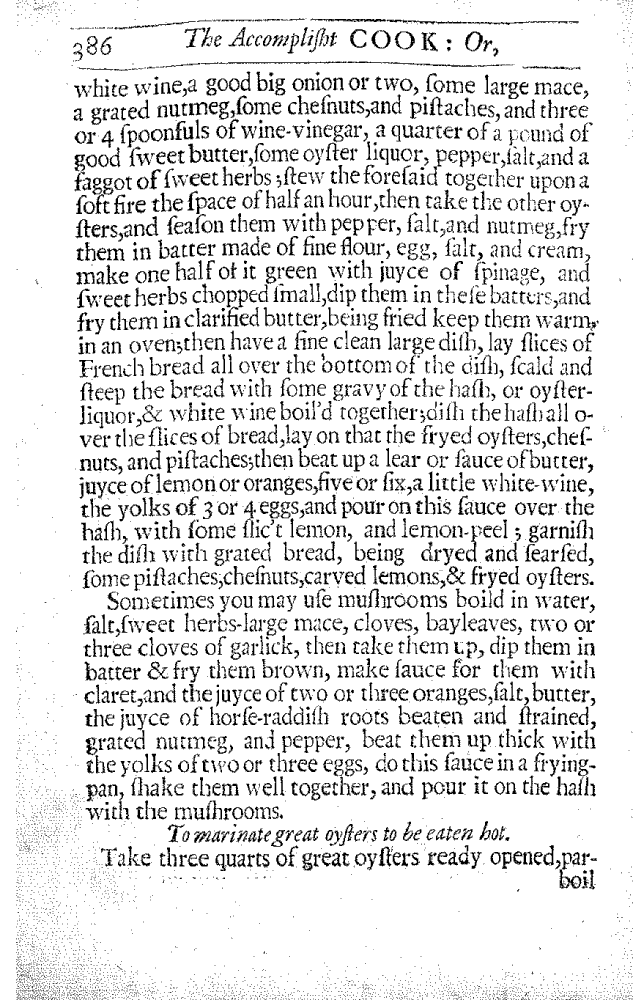 386 The Accompliſht COOK: Or,
white wine,a good big onion or two, ſome large mace,
a grated nutmeg,ſome cheſnuts,and piſtaches, and three
or 4 ſpoonfuls of wine-vinegar, a quarter of a pound of
good ſweet butter,ſome oyſter liquor, pepper,ſalt,and a
faggot of ſweet herbs ;ſtew the foreſaid together upon a
ſoft fire the ſpace of half an hour,then take the other oy-
ſters,and ſeaſon them with pepper, ſalt,and nutmeg,fry
them in batter made of fine flour, egg, ſalt, and cream,
make one half of it green with juyce of ſpinage, and
ſweet herbs chopped ſmall,dip them in theſe batters,and
fry them in clarified butter,being fried keep them warm,
in an oven;then have a fine clean large diſh, lay ſlices of
French bread all over the bottom of the diſh, ſcald and
ſteep the bread with ſome gravy of the haſh, or oyſter-
liquor,& white wine boil'd together;diſh the haſh all o-
ver the ſlices of bread,lay on that the fryed oyſters,cheſ-
nuts, and piſtaches;then beat up a lear or ſauce of butter,
juyce of lemon or oranges,five or ſix,a little white-wine,
the yolks of 3 or 4 eggs,and pour on this ſauce over the
haſh, with ſome ſlic't lemon, and lemon-peel ; garniſh
the diſh with grated bread, being dryed and ſearſed,
ſome piſtaches,cheſnuts,carved lemons,& fryed oyſters.
Sometimes you may uſe muſhrooms boild in water,
ſalt,ſweet herbs-large mace, cloves, bayleaves, two or
three cloves of garlick, then take them up, dip them in
batter & fry them brown, make ſauce for them with
claret,and the juyce of two or three oranges,ſalt, butter,
the juyce of horſe-raddiſh roots beaten and ſtrained,
grated nutmeg, and pepper, beat them up thick with
the yolks of two or three eggs, do this ſauce in a frying-
pan, ſhake them well together, and pour it on the haſh
with the muſhrooms.
To marinate great oyſters to be eaten hot.
Take three quarts of great oyſters ready opened,par-
boil